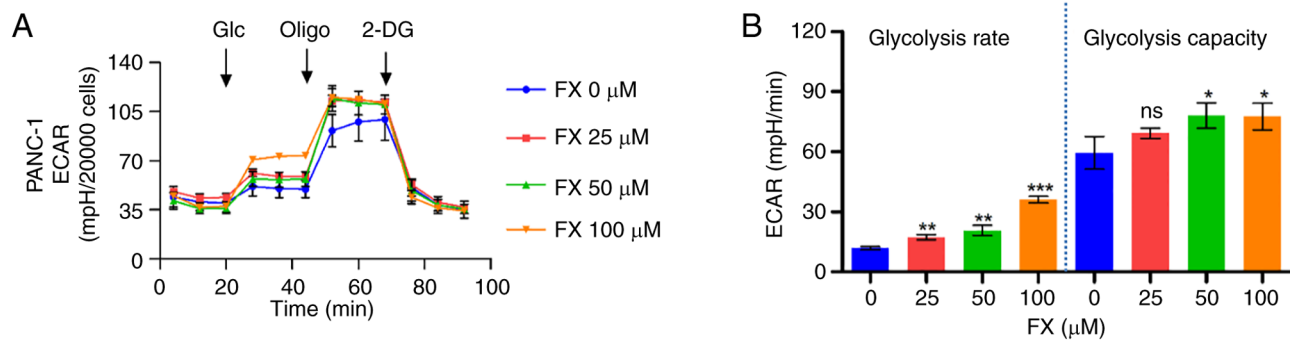 A
Glc Oligo 2-DG
PANC-1
ECAR
(mpH/20000 cells)
140
105
70
35
0
0 20 40 60 80 100
Time (min)
FX 0 μM
FX 25 μM
FX 50 μM
FX 100 μM
B
Glycolysis rate Glycolysis capacity
ECAR (mpH/min)
120
90
60
30
0
** ** *** ns * *
0 25 50 100 0 25 50 100
FX (μM)